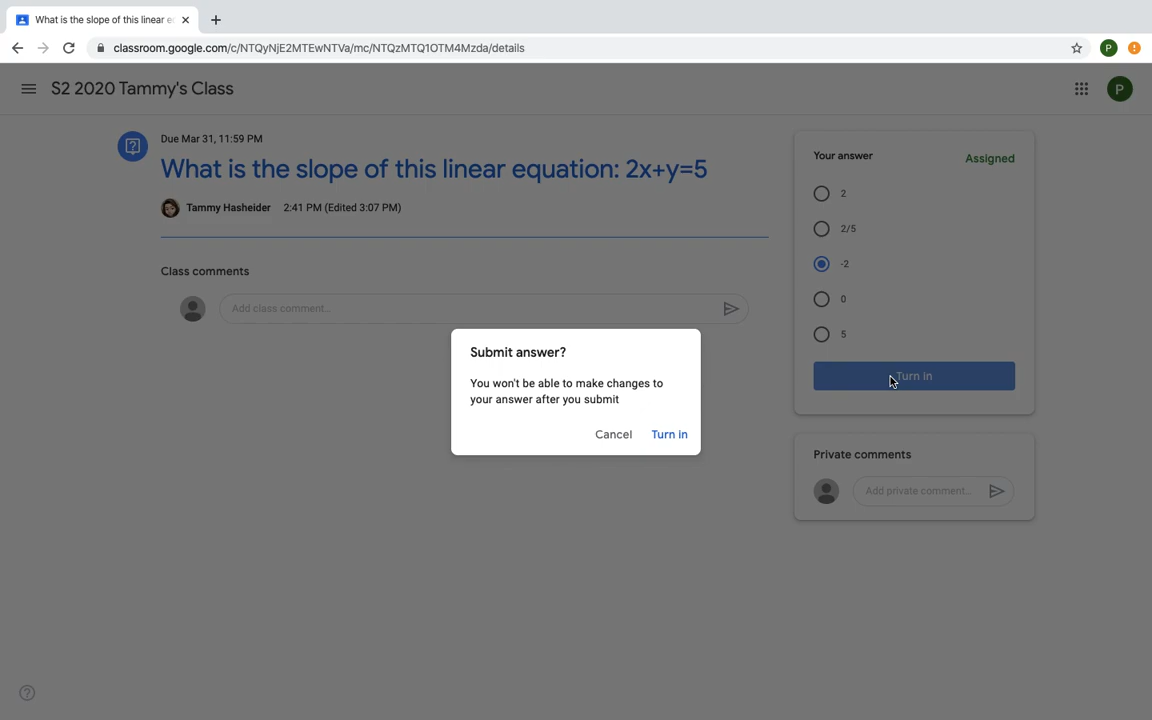 What is the slope of this linear e
classroom.google.com/c/NTQyNjE2MTEwNTVa/mc/NTQzMTQ1OTM4Mzda/details
P
S2 2020 Tammy's Class
P
Due Mar 31, 11:59 PM
What is the slope of this linear equation: 2x+y=5
Tammy Hasheider 2:41 PM (Edited 3:07 PM)
Class comments
Add class comment…
Your answer
Assigned
2
2/5
-2
0
5
Turn in
Submit answer?
You won't be able to make changes to
your answer after you submit
Cancel Turn in
Private comments
Add private comment…